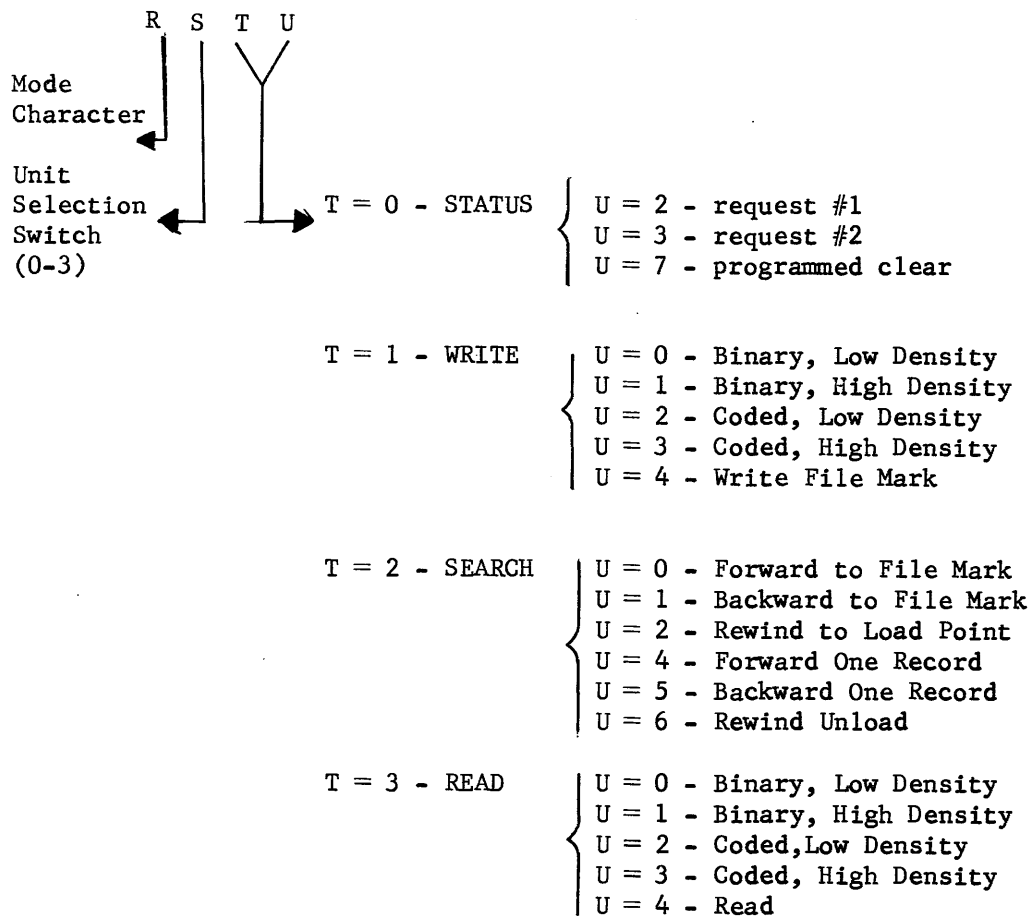 R S T U
Mode
Character
Unit
Selection
Switch
(0-3)
T = 0 - STATUS
U = 2 - request #1
U = 3 - request #2
U = 7 - programmed clear
T = 1 - WRITE
U = 0 - Binary, Low Density
U = 1 - Binary, High Density
U = 2 - Coded, Low Density
U = 3 - Coded, High Density
U = 4 - Write File Mark
T = 2 - SEARCH
U = 0 - Forward to File Mark
U = 1 - Backward to File Mark
U = 2 - Rewind to Load Point
U = 4 - Forward One Record
U = 5 - Backward One Record
U = 6 - Rewind Unload
T = 3 - READ
U = 0 - Binary, Low Density
U = 1 - Binary, High Density
U = 2 - Coded,Low Density
U = 3 - Coded, High Density
U = 4 - Read